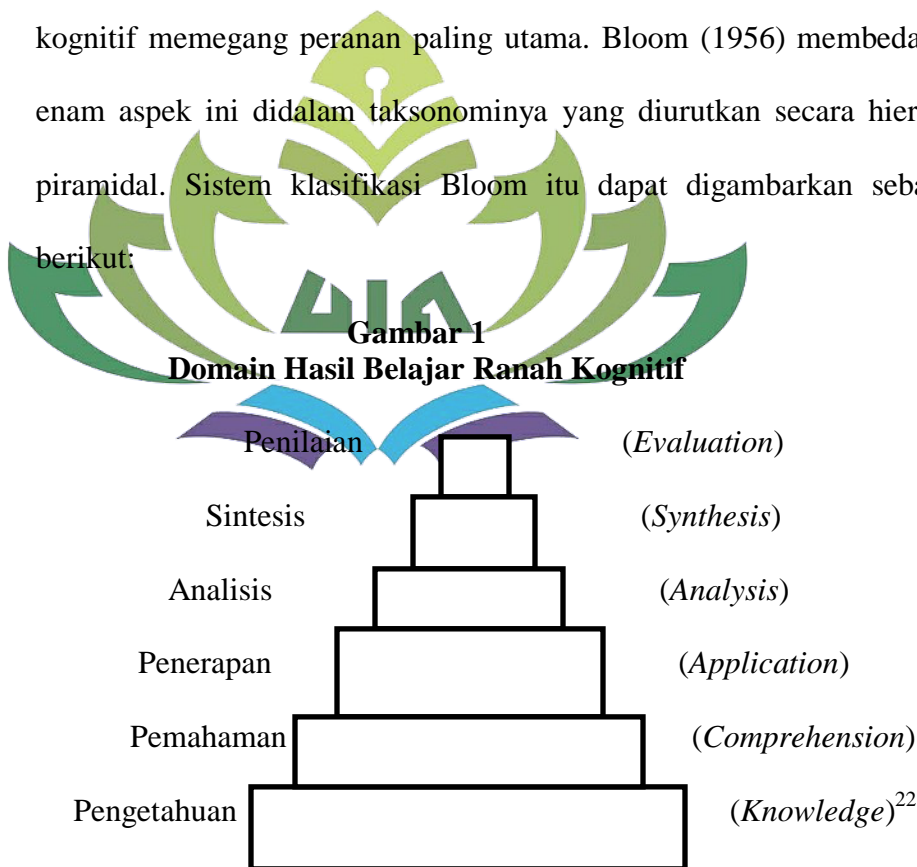 kognitif memegang peranan paling utama. Bloom (1956) membeda
enam aspek ini didalam taksonominya yang diurutkan secara hier
piramidal. Sistem klasifikasi Bloom itu dapat digambarkan seba
berikut:
UIN
Gambar 1
Domain Hasil Belajar Ranah Kognitif
Penilaian (Evaluation)
Sintesis (Synthesis)
Analisis (Analysis)
Penerapan (Application)
Pemahaman (Comprehension)
Pengetahuan (Knowledge)22